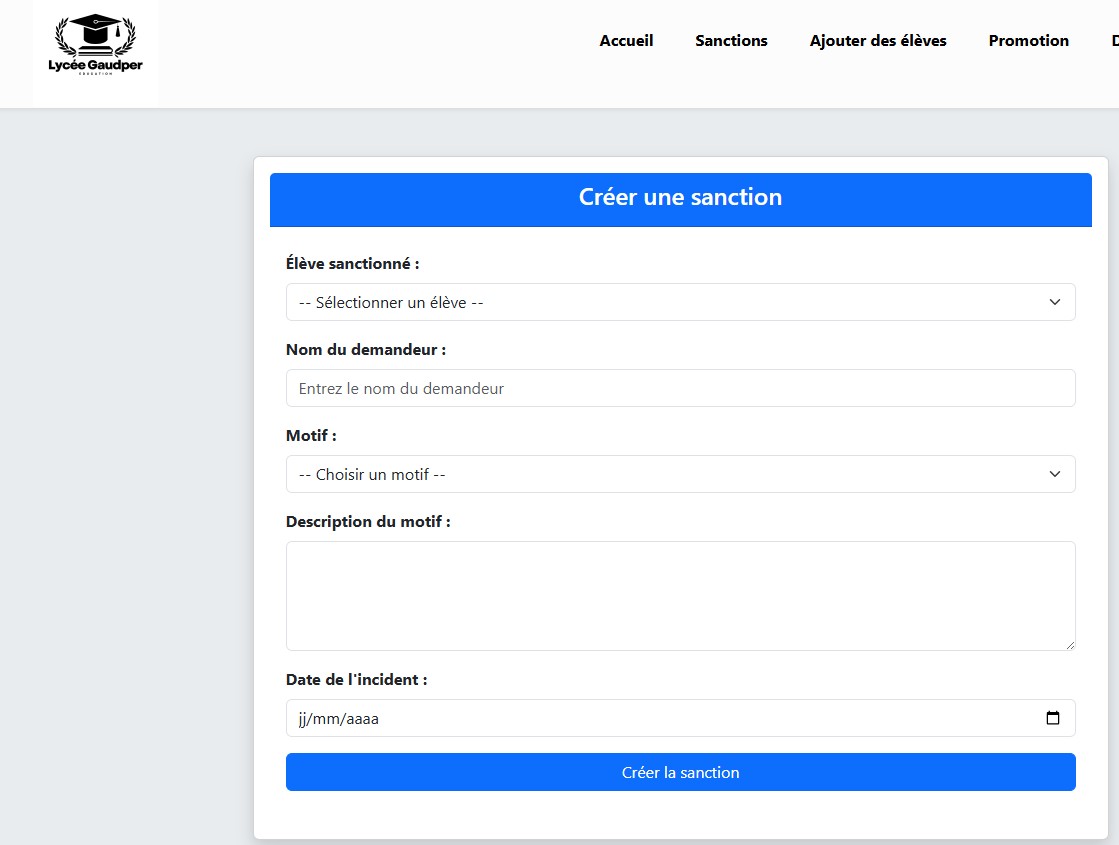 Lycée Gaudper
EDUCATION
Accueil Sanctions Ajouter des élèves Promotion
Créer une sanction
Élève sanctionné :
-- Sélectionner un élève --
Nom du demandeur :
Entrez le nom du demandeur
Motif :
-- Choisir un motif --
Description du motif :
Date de l'incident :
jj/mm/aaaa
Créer la sanction